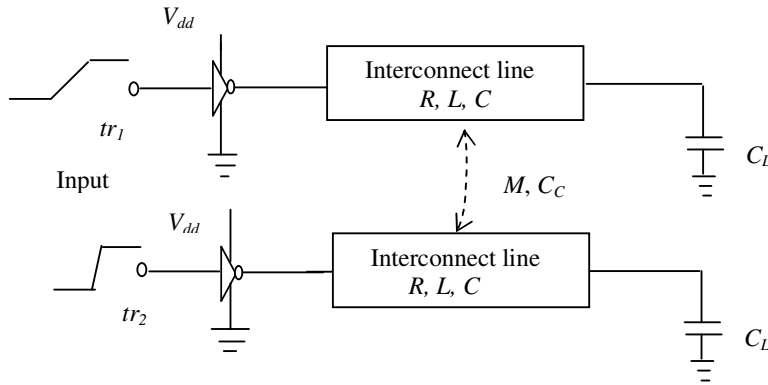 V_dd
Interconnect line
R, L, C
tr_1
C_L
Input
M, C_C
V_dd
Interconnect line
R, L, C
tr_2
C_L